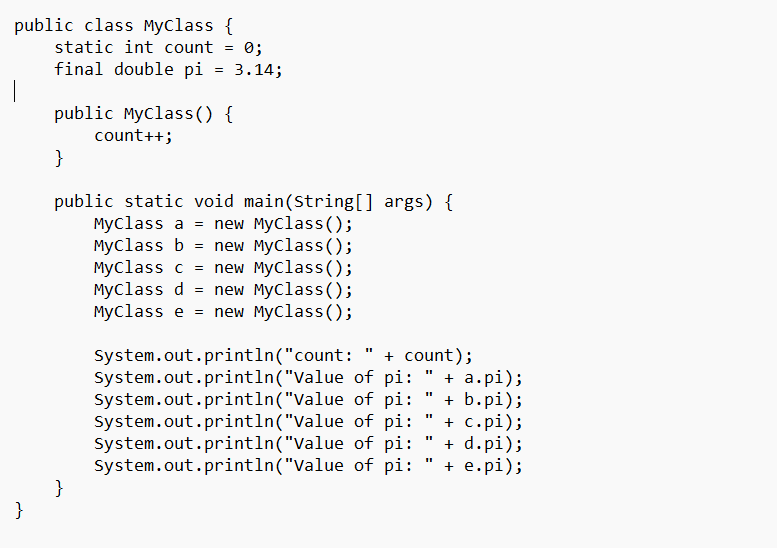 public class MyClass {
    static int count = 0;
    final double pi = 3.14;

    public MyClass() {
        count++;
    }

    public static void main(String[] args) {
        MyClass a = new MyClass();
        MyClass b = new MyClass();
        MyClass c = new MyClass();
        MyClass d = new MyClass();
        MyClass e = new MyClass();

        System.out.println("count: " + count);
        System.out.println("Value of pi: " + a.pi);
        System.out.println("Value of pi: " + b.pi);
        System.out.println("Value of pi: " + c.pi);
        System.out.println("Value of pi: " + d.pi);
        System.out.println("Value of pi: " + e.pi);
    }
}